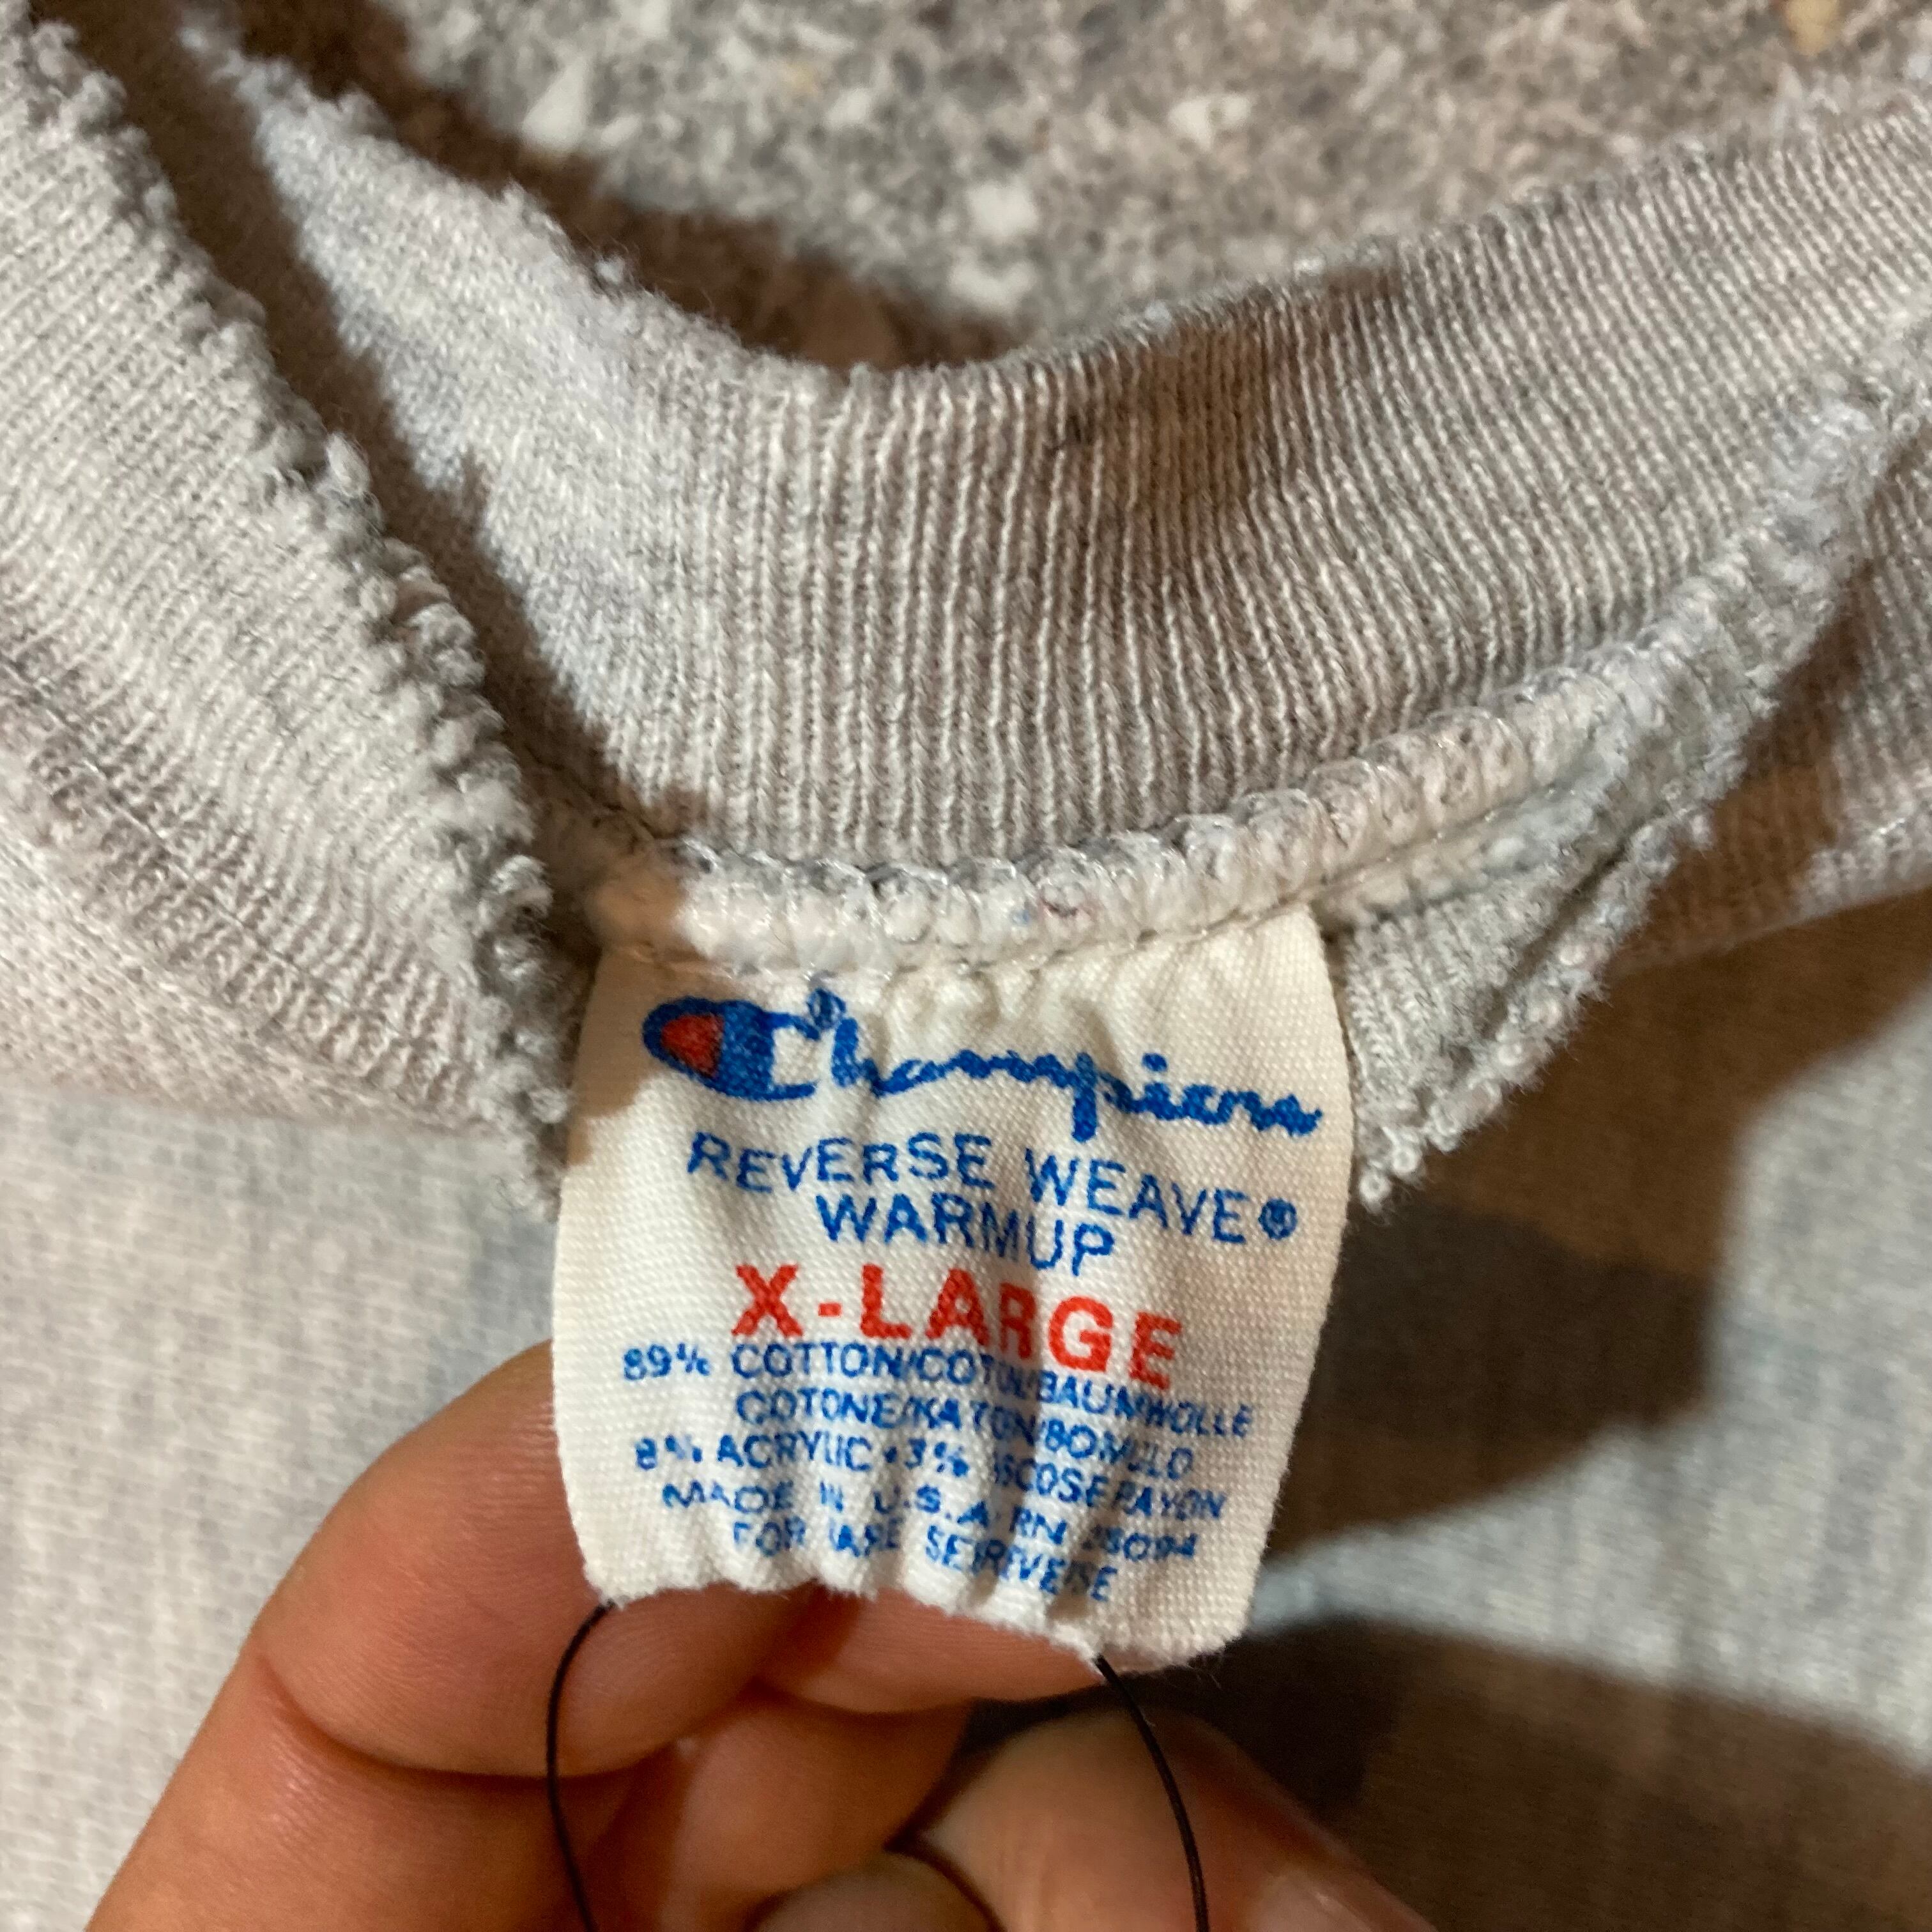 Champion
REVERSE WEAVE®
WARMUP
X-LARGE
89% COTTON/COTON/BAUMWOLLE
COTONE/KATOEN/BOMULD
8% ACRYLIC • 3% VISCOSE RAYON
MADE IN U.S.A. RN 26094
FOR CARE SEE REVERSE